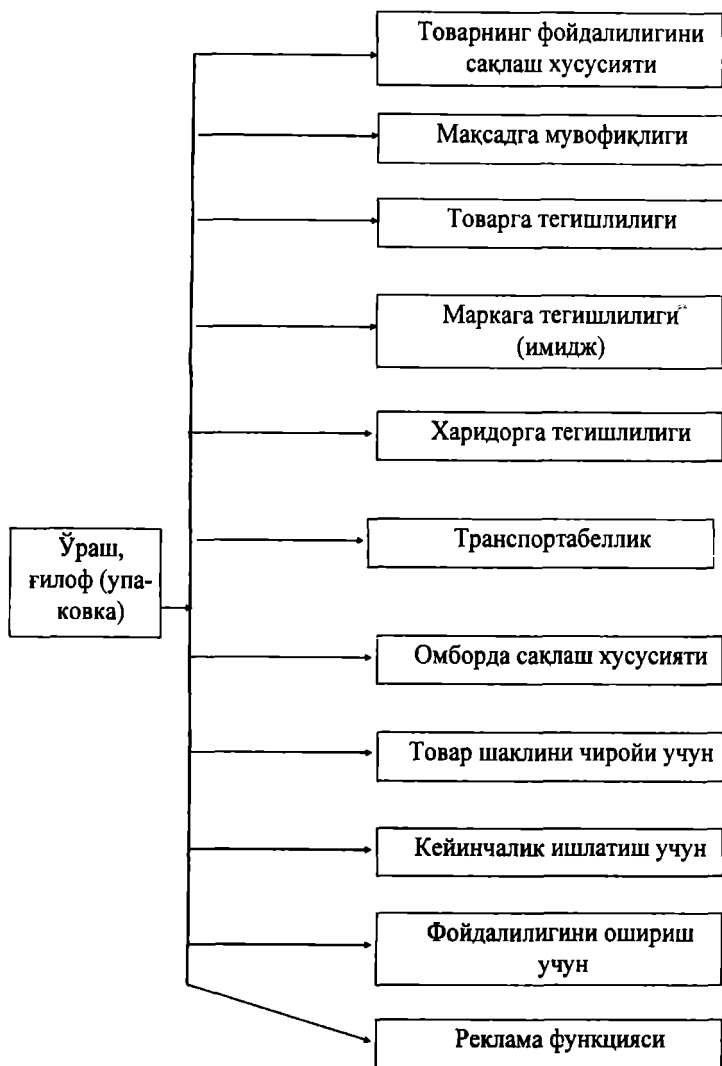 Товарнинг фойдалилигини
сақлаш хусусияти
Мақсадга мувофиқлиги
Товарга тегишлилиги
Маркага тегишлилиги
(имидж)
Харидорга тегишлилиги
Ўраш,
ғилоф (упа-
ковка)
Транспортабеллик
Омборда сақлаш хусусияти
Товар шаклини чиройи учун
Кейинчалик ишлатиш учун
Фойдалилигини ошириш
учун
Реклама функцияси